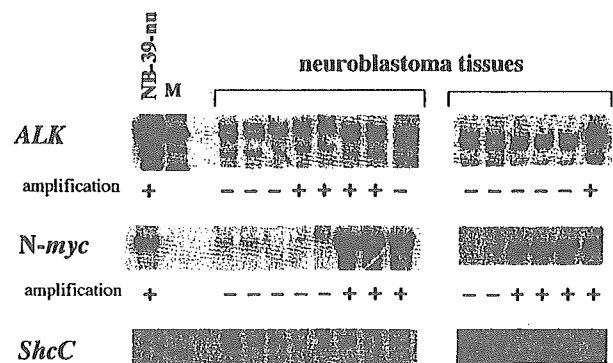 NB-39-nu
M
neuroblastoma tissues
ALK
amplification + - - - + + + + - - - - - - +
N-myc
amplification + - - - - - + + + - - + + + +
ShcC